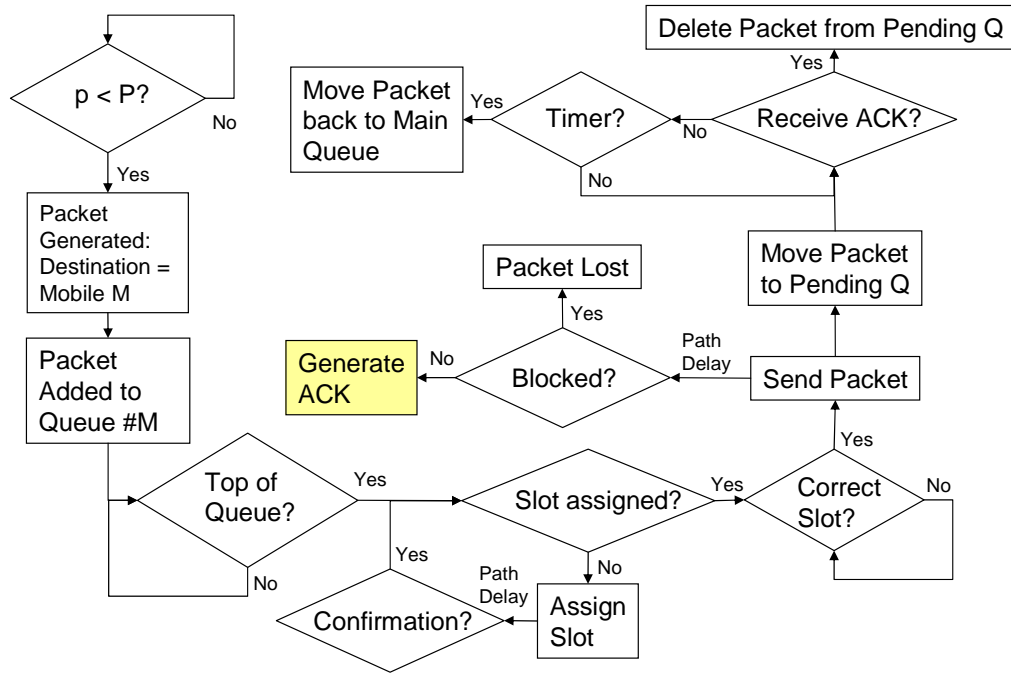 p < P?
No
Yes
Packet
Generated:
Destination =
Mobile M
Packet
Added to
Queue #M
Top of
Queue?
No
Yes
Slot assigned?
No
Assign
Slot
Path
Delay
Confirmation?
Yes
Yes
Correct
Slot?
No
Yes
Send Packet
Path
Delay
Blocked?
Yes
Packet Lost
No
Generate
ACK
Move Packet
to Pending Q
Receive ACK?
Yes
Delete Packet from Pending Q
No
Timer?
No
Yes
Move Packet
back to Main
Queue